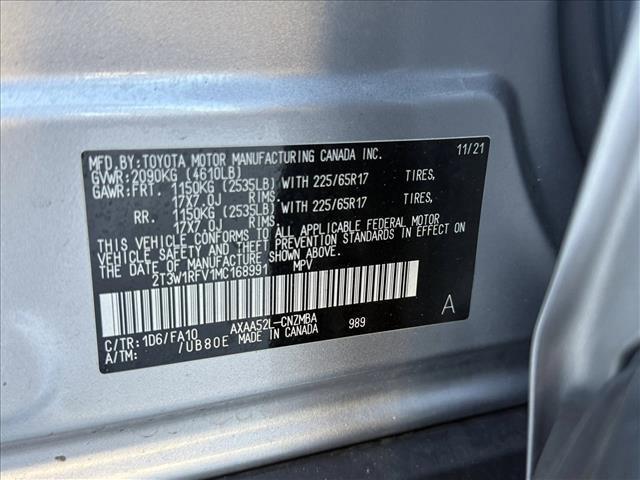 MFD.BY:TOYOTA MOTOR MANUFACTURING CANADA INC. 11/21
GVWR:2090KG (4610LB)
GAWR:FRT. 1150KG (2535LB) WITH 225/65R17 TIRES,
17X7.0J RIMS.
RR. 1150KG (2535LB) WITH 225/65R17 TIRES,
17X7.0J RIMS.
THIS VEHICLE CONFORMS TO ALL APPLICABLE FEDERAL MOTOR
VEHICLE SAFETY AND THEFT PREVENTION STANDARDS IN
EFFECT ON THE DATE OF MANUFACTURE SHOWN ABOVE.
2T3W1RFV1MC168991 MPV
A
C/TR:1D6/FA10 AXAA52L-CNZMBA 989
A/TM: /UB80E MADE IN CANADA